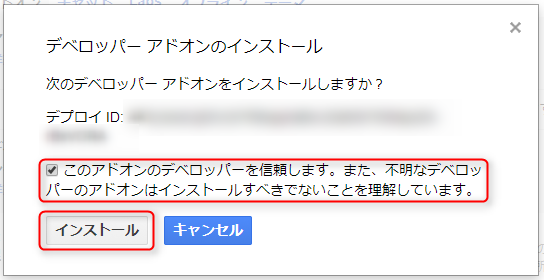 デベロッパー アドオンのインストール
次のデベロッパー アドオンをインストールしますか？
デプロイ ID:
このアドオンのデベロッパーを信頼します。また、不明なデベロッ
パーのアドオンはインストールすべきでないことを理解しています。
インストール
キャンセル